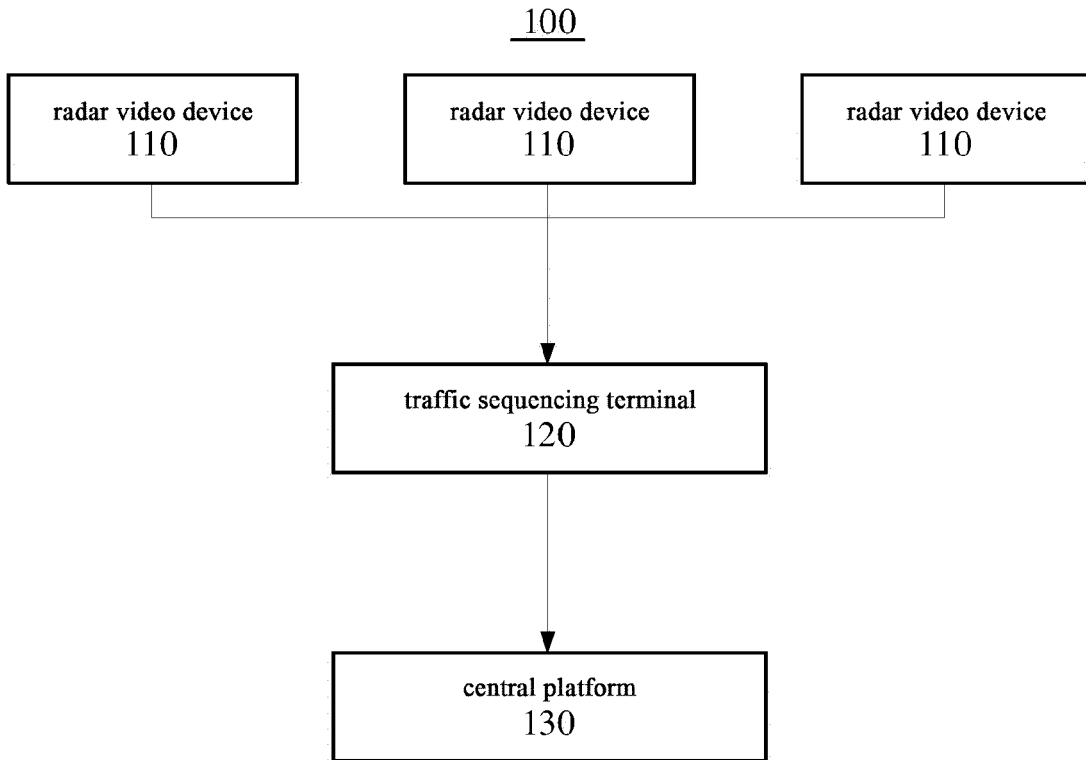 100
radar video device
110
radar video device
110
radar video device
110
traffic sequencing terminal
120
central platform
130